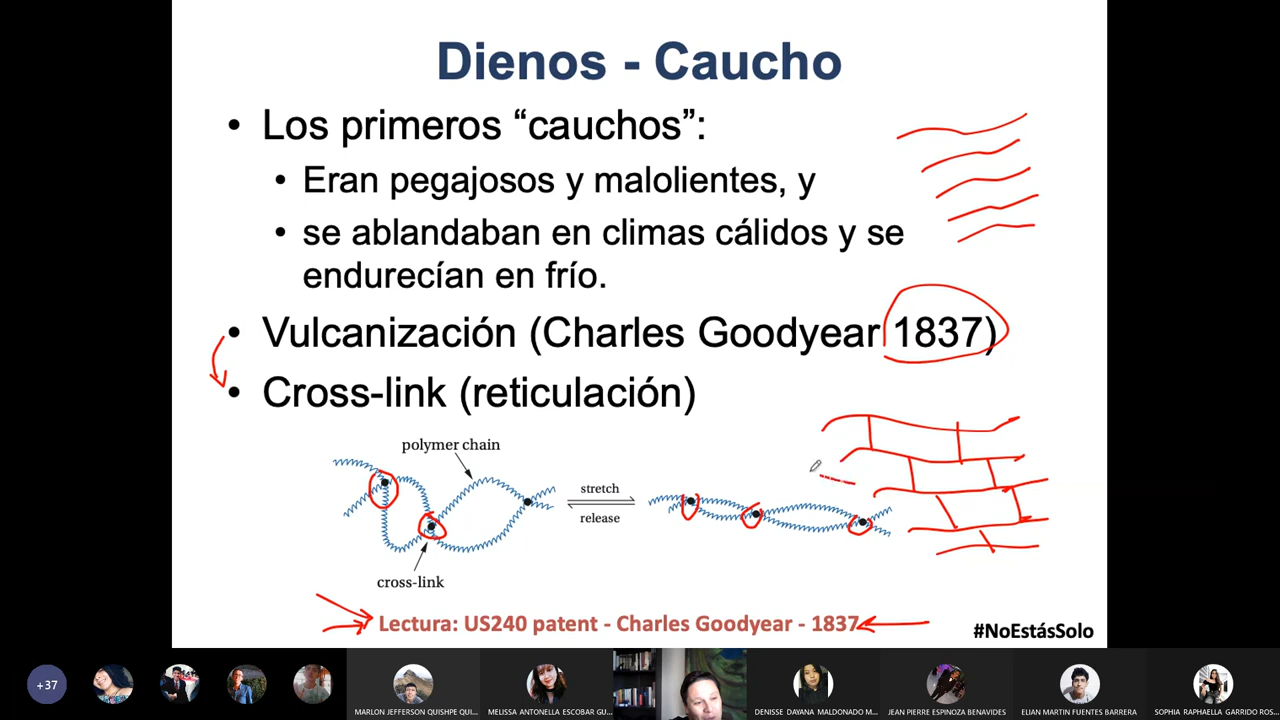 Dienos - Caucho
• Los primeros “cauchos”:
• Eran pegajosos y malolientes, y
• se ablandaban en climas cálidos y se
endurecían en frío.
• Vulcanización (Charles Goodyear 1837)
• Cross-link (reticulación)
polymer chain
stretch
release
cross-link
Lectura: US240 patent - Charles Goodyear - 1837
#NoEstásSolo
+37
MARLON JEFFERSON QUISHPE QUI...
MELISSA ANTONELLA ESCOBAR GU...
DENISSE DAYANA MALDONADO M...
JEAN PIERRE ESPINOZA BENAVIDES
ELIAN MARTIN FUENTES BARRERA
SOPHIA RAPHAELLA GARRIDO ROS...